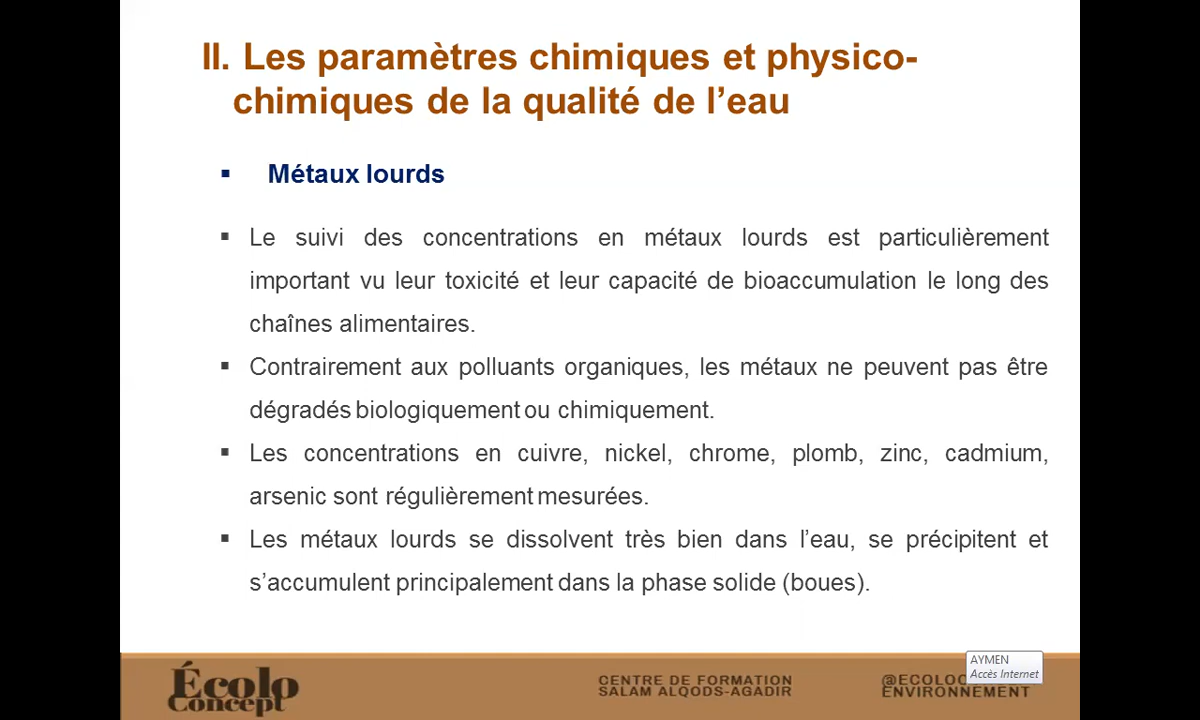 II. Les paramètres chimiques et physico-
chimiques de la qualité de l’eau
▪ Métaux lourds
▪ Le suivi des concentrations en métaux lourds est particulièrement
important vu leur toxicité et leur capacité de bioaccumulation le long des
chaînes alimentaires.
▪ Contrairement aux polluants organiques, les métaux ne peuvent pas être
dégradés biologiquement ou chimiquement.
▪ Les concentrations en cuivre, nickel, chrome, plomb, zinc, cadmium,
arsenic sont régulièrement mesurées.
▪ Les métaux lourds se dissolvent très bien dans l’eau, se précipitent et
s’accumulent principalement dans la phase solide (boues).
Écolo
Concept
CENTRE DE FORMATION
SALAM ALQODS-AGADIR
ENVIRONNEMENT
AYMEN
Accès Internet